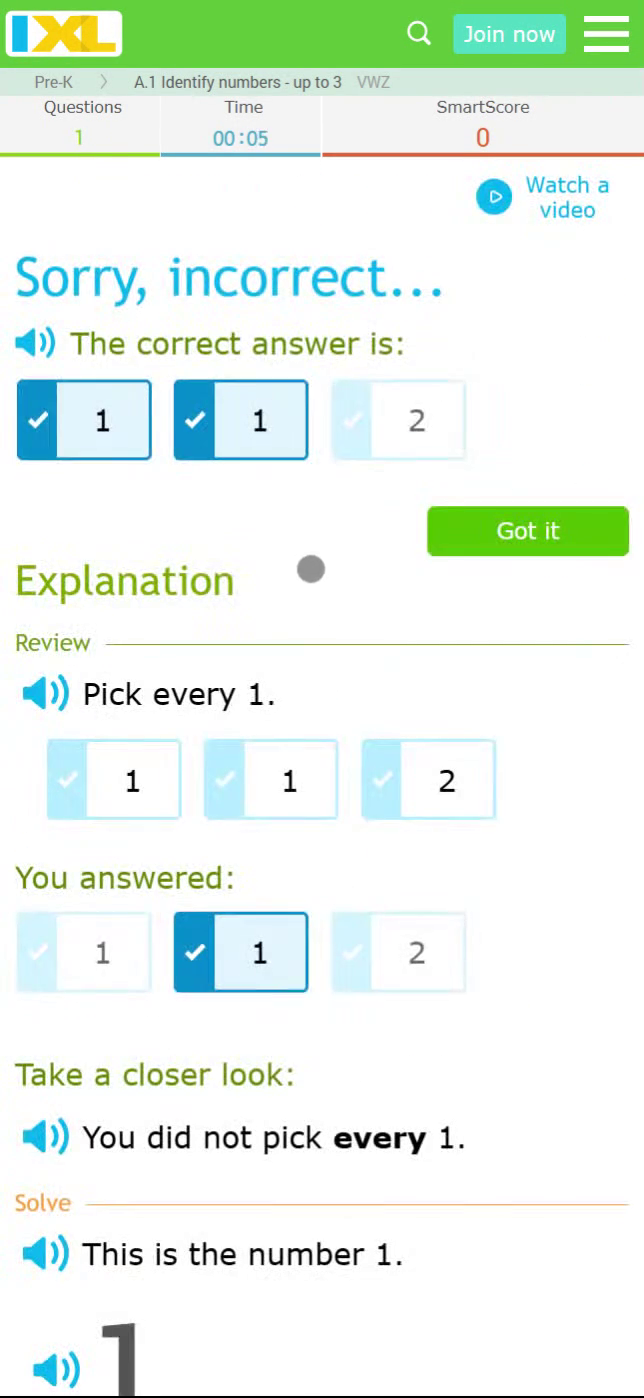 IXL
Join now
Pre-K > A.1 Identify numbers - up to 3 VWZ
Questions Time SmartScore
1 00:05 0
Watch a
video
Sorry, incorrect...
The correct answer is:
1 1 2
Got it
Explanation
Review
Pick every 1.
1 1 2
You answered:
1 1 2
Take a closer look:
You did not pick every 1.
Solve
This is the number 1.
1